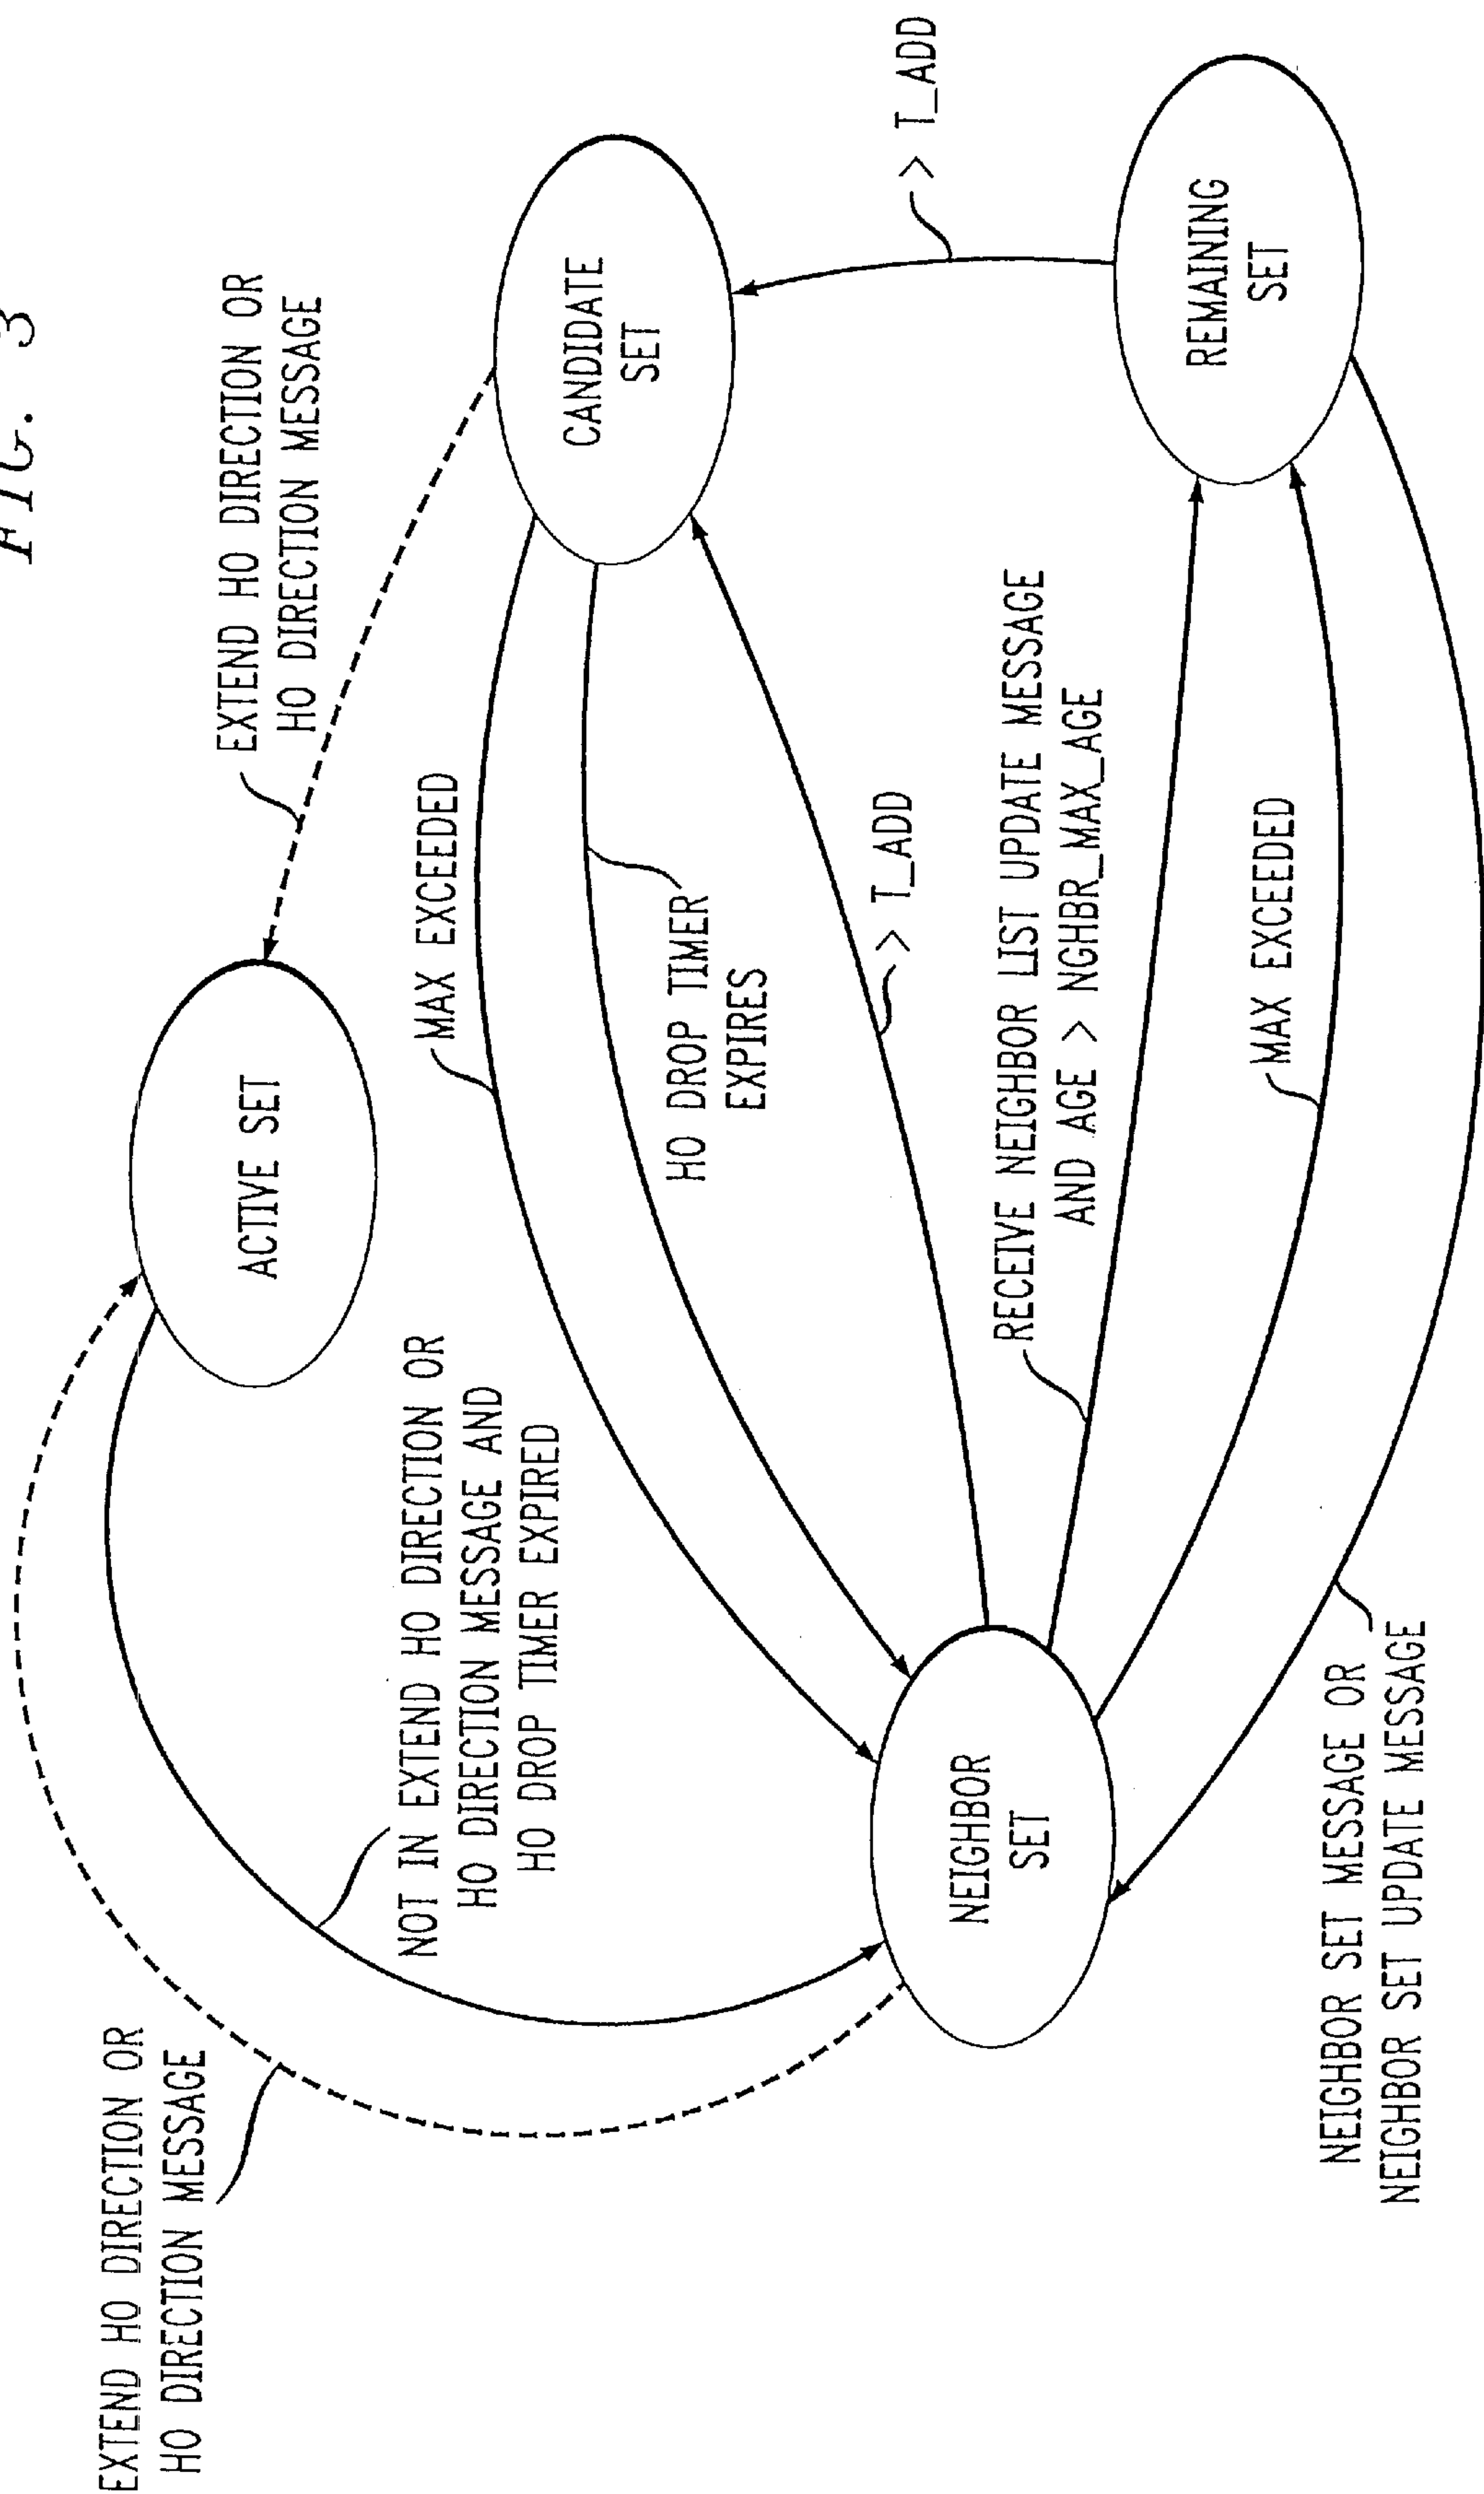 FIG. 3
EXTEND HO DIRECTION OR
HO DIRECTION MESSAGE
EXTEND HO DIRECTION OR
HO DIRECTION MESSAGE
ACTIVE SET
NOT IN EXTEND HO DIRECTION OR
HO DIRECTION MESSAGE AND
HO DROP TIMER EXPIRED
MAX EXCEEDED
CANDIDATE
SET
HO DROP TIMER
EXPIRES
> T_ADD
> T_ADD
NEIGHBOR
SET
RECEIVE NEIGHBOR LIST UPDATE MESSAGE
AND AGE > NGHBR_MAX_AGE
REMAINING
SET
MAX EXCEEDED
NEIGHBOR SET MESSAGE OR
NEIGHBOR SET UPDATE MESSAGE